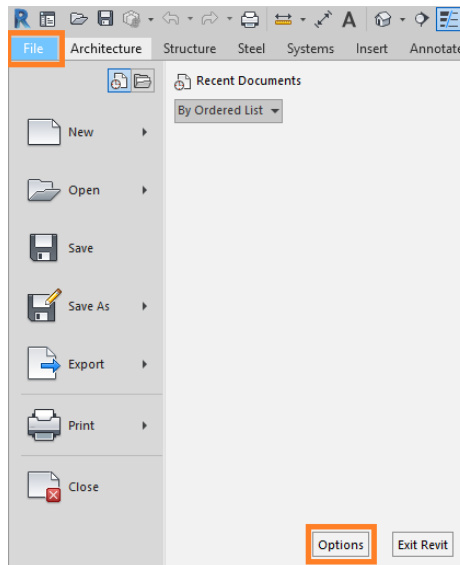 R A
File Architecture Structure Steel Systems Insert Annotate
Recent Documents
By Ordered List
New
Open
Save
Save As
Export
Print
Close
Options Exit Revit